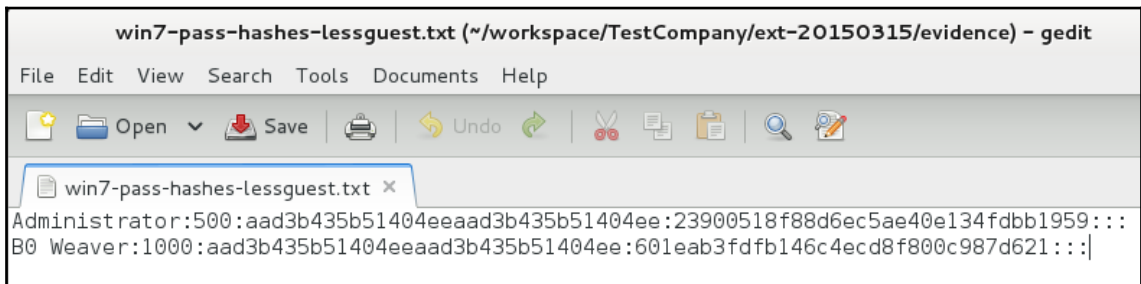 win7-pass-hashes-lessguest.txt (~/workspace/TestCompany/ext-20150315/evidence) - gedit
File Edit View Search Tools Documents Help
Open Save Undo
win7-pass-hashes-lessguest.txt ×
Administrator:500:aad3b435b51404eeaad3b435b51404ee:23900518f88d6ec5ae40e134fdbb1959:::
B0 Weaver:1000:aad3b435b51404eeaad3b435b51404ee:601eab3fdfb146c4ecd8f800c987d621:::